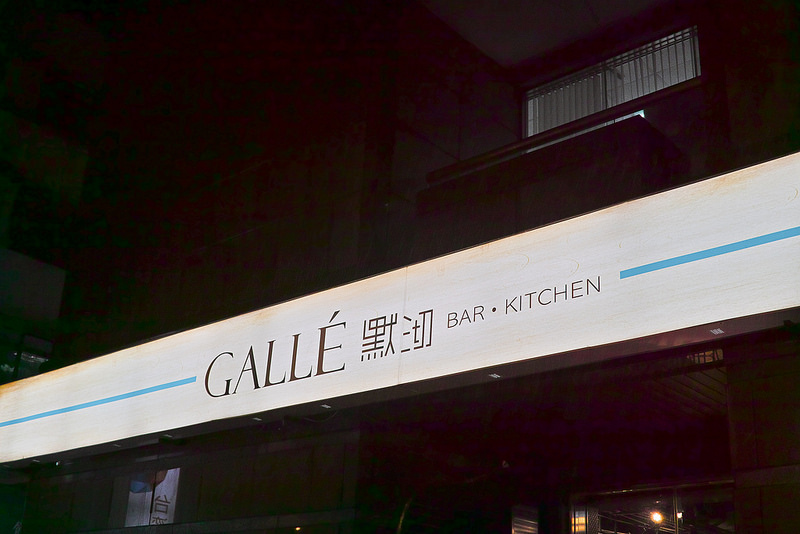 GALLÉ 默沏 BAR • KITCHEN